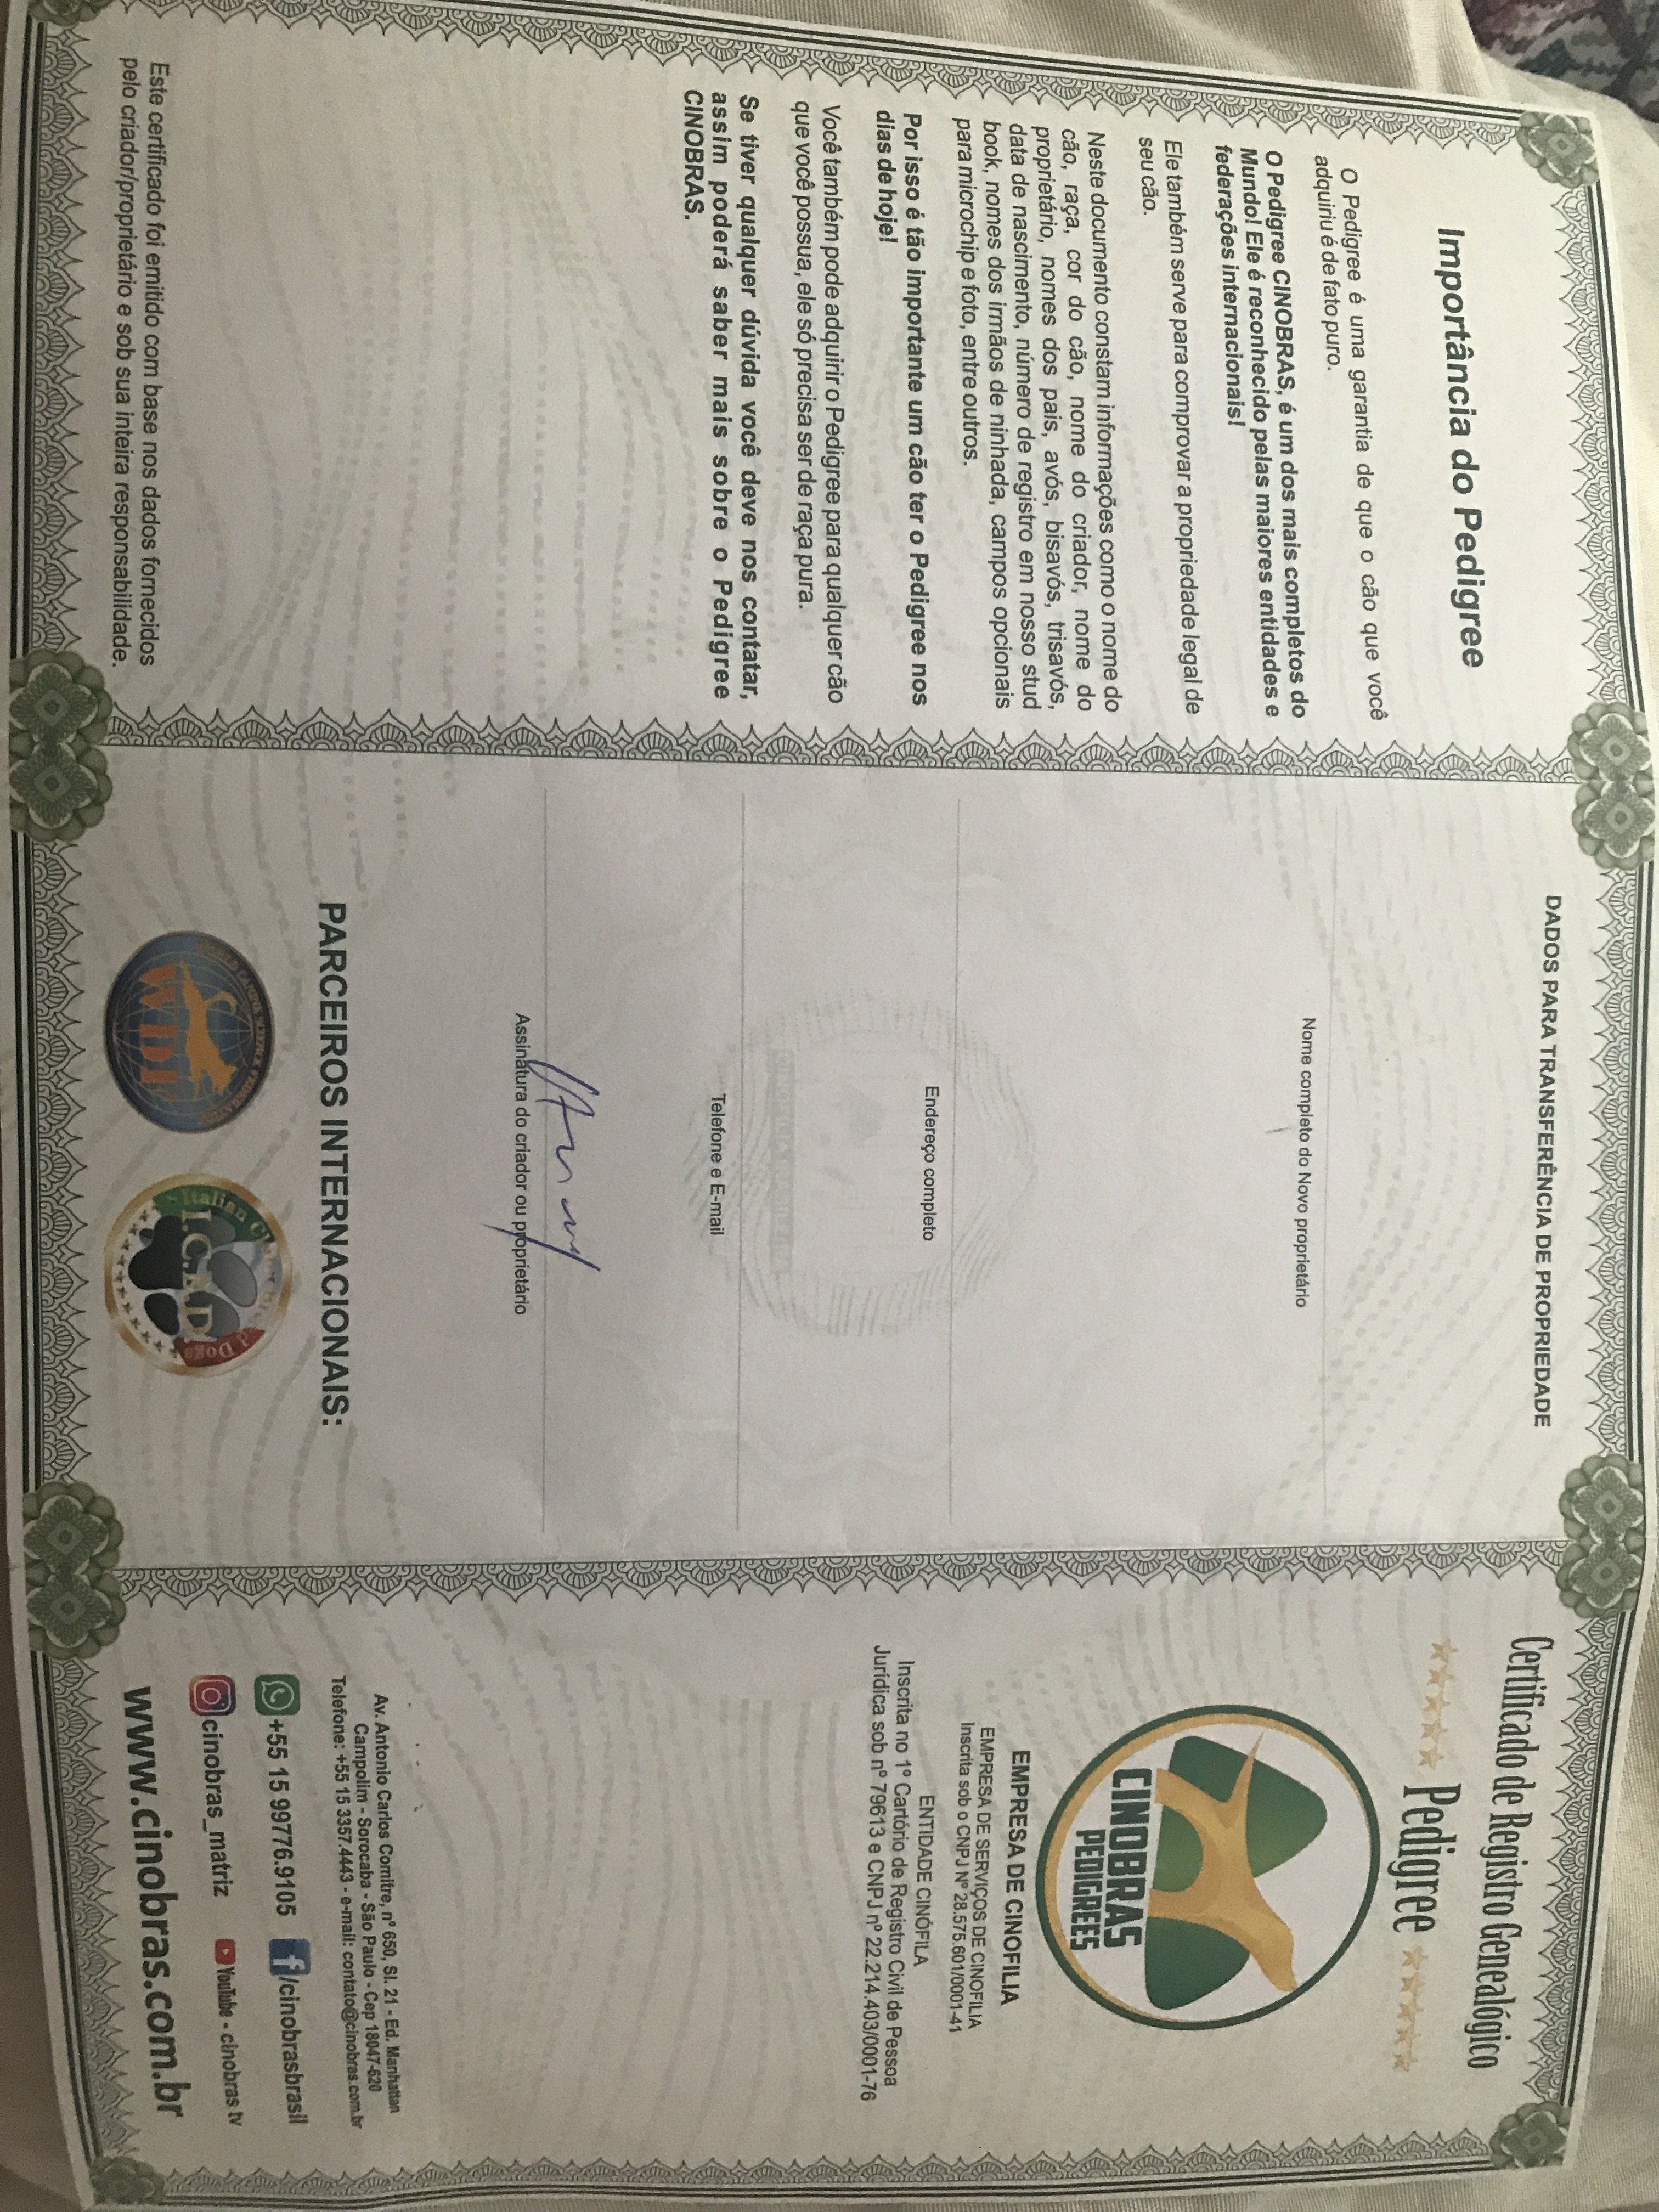 Importância do Pedigree
O Pedigree é uma garantia de que o cão que você
adquiriu é de fato puro.
O Pedigree CINOBRAS, é um dos mais completos do
Mundo! Ele é reconhecido pelas maiores entidades e
federações internacionais!
Ele também serve para comprovar a propriedade legal de
seu cão.
Neste documento constam informações como o nome do
cão, raça, cor do cão, nome do criador, nome do
proprietário, nomes dos pais, avós, bisavós, trisavós,
data de nascimento, número de registro em nosso stud
book, nomes dos irmãos de ninhada, campos opcionais
para microchip e foto, entre outros.
Por isso é tão importante um cão ter o Pedigree nos
dias de hoje!
Você também pode adquirir o Pedigree para qualquer cão
que você possua, ele só precisa ser de raça pura.
Se tiver qualquer dúvida você deve nos contatar,
assim poderá saber mais sobre o Pedigree
CINOBRAS.
Este certificado foi emitido com base nos dados fornecidos
pelo criador/proprietário e sob sua inteira responsabilidade.
DADOS PARA TRANSFERÊNCIA DE PROPRIEDADE
Nome completo do Novo proprietário
Endereço completo
Telefone e E-mail
Assinatura do criador ou proprietário
PARCEIROS INTERNACIONAIS:
Certificado de Registro Genealógico
Pedigree
CINOBRAS
PEDIGREES
EMPRESA DE CINOFILIA
EMPRESA DE SERVIÇOS DE CINOFILIA
Inscrita sob o CNPJ Nº 28.575.601/0001-41
ENTIDADE CINÓFILA
Inscrita no 1º Cartório de Registro Civil de Pessoa
Jurídica sob nº 79613 e CNPJ nº 22.214.403/0001-76
Av. Antonio Carlos Comitre, nº 650, Sl. 21 - Ed. Manhattan
Campolim - Sorocaba - São Paulo - Cep 18047-620
Telefone: +55 15 3357.4443 - e-mail: contato@cinobras.com.br
+55 15 99776.9105 /cinobrasbrasil
cinobras_matriz YouTube - cinobras tv
www.cinobras.com.br